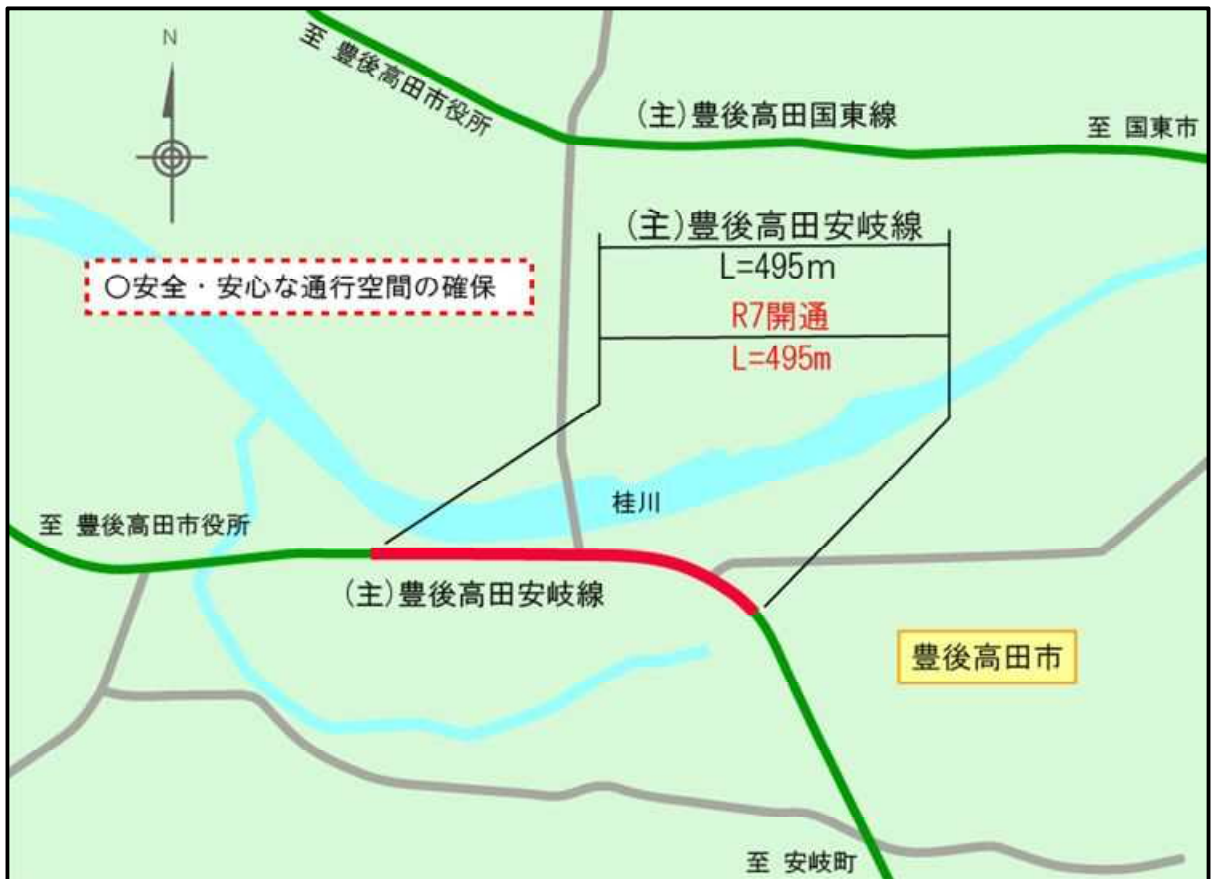 N
至 豊後高田市役所
(主)豊後高田国東線
至 国東市
(主)豊後高田安岐線
L=495m
R7開通
L=495m
○安全・安心な通行空間の確保
桂川
至 豊後高田市役所
(主)豊後高田安岐線
豊後高田市
至 安岐町